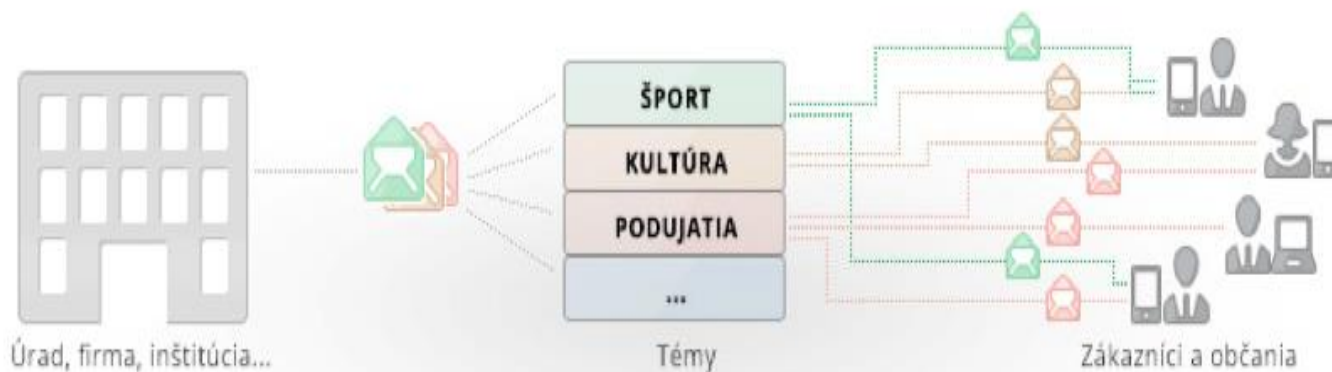 ŠPORT
KULTÚRA
PODUJATIA
...
Úrad, firma, inštitúcia...
Témy
Zákazníci a občania